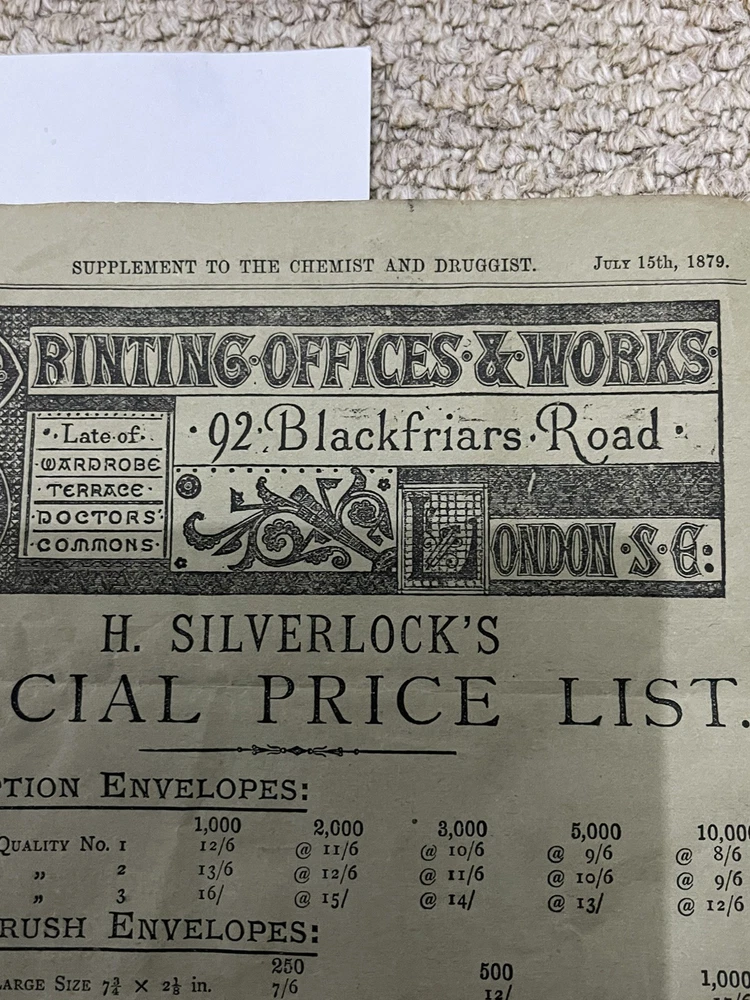 SUPPLEMENT TO THE CHEMIST AND DRUGGIST. JULY 15th, 1879.
RINTING·OFFICES·&·WORKS·
·Late·of·
WARDROBE
TERRACE·
DOCTORS'
COMMONS·
·92·Blackfriars·Road·
LONDON·S·E·
H. SILVERLOCK'S
CIAL PRICE LIST.
TION ENVELOPES:
1,000 2,000 3,000 5,000 10,000
QUALITY NO. 1 12/6 @ 11/6 @ 10/6 @ 9/6 @ 8/6
„ 2 13/6 @ 12/6 @ 11/6 @ 10/6 @ 9/6
„ 3 16/ @ 15/ @ 14/ @ 13/ @ 12/6
RUSH ENVELOPES:
250 500 1,000
LARGE SIZE 7¾ × 2⅛ in. 7/6 12/